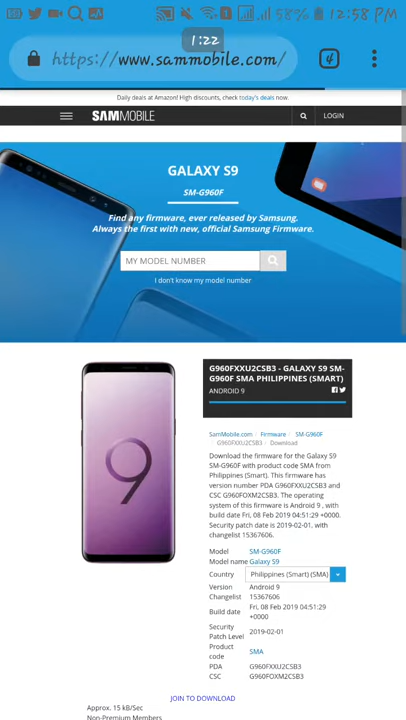 58% 12:58 PM
1:22
https://www.sammobile.com/
4
Daily deals at Amazon! High discounts, check today's deals now.
SAMMOBILE
LOGIN
GALAXY S9
SM-G960F
Find any firmware, ever released by Samsung.
Always the first with new, official Samsung Firmware.
MY MODEL NUMBER
I don't know my model number
9
G960FXXU2CSB3 - GALAXY S9 SM-
G960F SMA PHILIPPINES (SMART)
ANDROID 9
SamMobile.com Firmware SM-G960F
G960FXXU2CSB3 Download
Download the firmware for the Galaxy S9
SM-G960F with product code SMA from
Philippines (Smart). This firmware has
version number PDA G960FXXU2CSB3 and
CSC G960FOXM2CSB3. The operating
system of this firmware is Android 9 , with
build date Fri, 08 Feb 2019 04:51:29 +0000.
Security patch date is 2019-02-01, with
changelist 15367606.
Model SM-G960F
Model name Galaxy S9
Country Philippines (Smart) (SMA)
Version Android 9
Changelist 15367606
Build date Fri, 08 Feb 2019 04:51:29
+0000
Security
Patch Level 2019-02-01
Product
code SMA
PDA G960FXXU2CSB3
CSC G960FOXM2CSB3
JOIN TO DOWNLOAD
Approx. 15 kB/Sec
Non-Premium Members